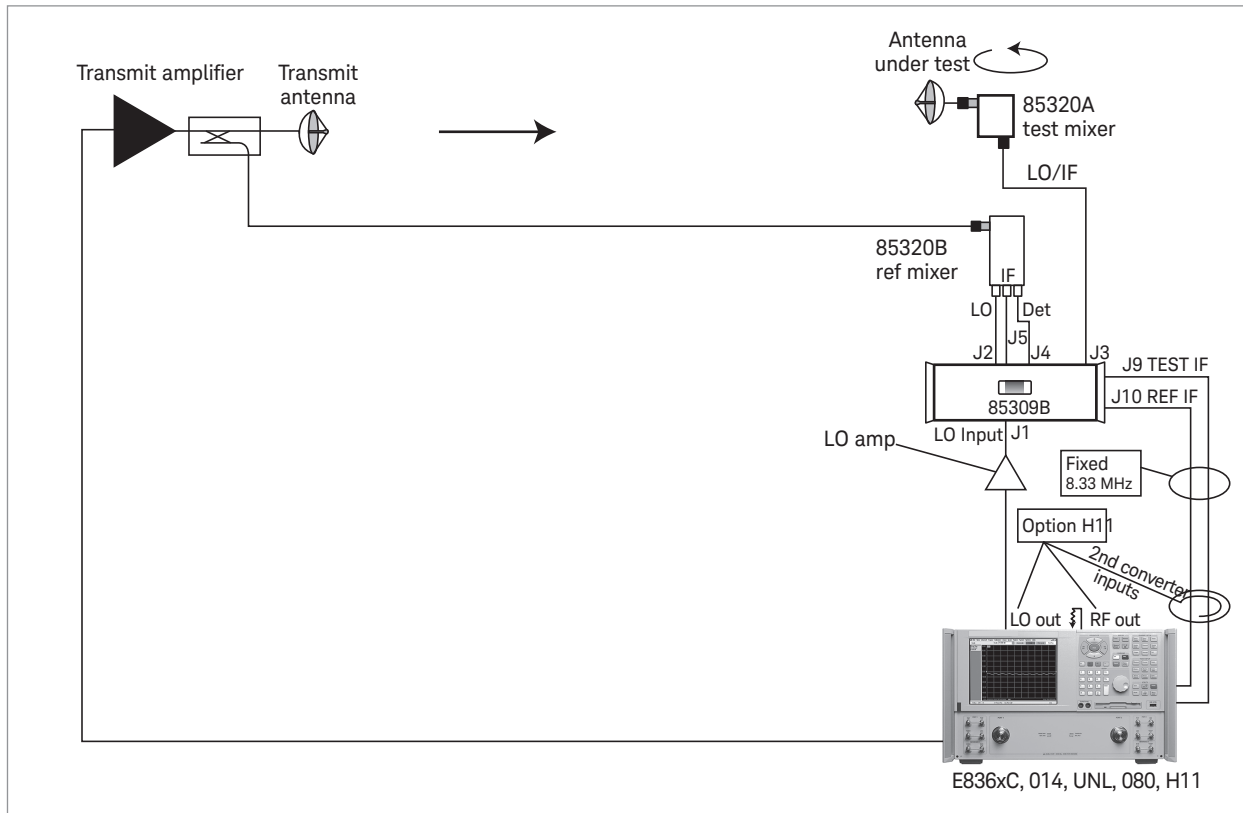 Transmit amplifier
Transmit
antenna
Antenna
under test
85320A
test mixer
LO/IF
85320B
ref mixer
IF
LO
Det
J5
J2
J4
J3
J9 TEST IF
J10 REF IF
85309B
LO Input
J1
LO amp
Fixed
8.33 MHz
Option H11
2nd converter
inputs
LO out
RF out
E836xC, 014, UNL, 080, H11